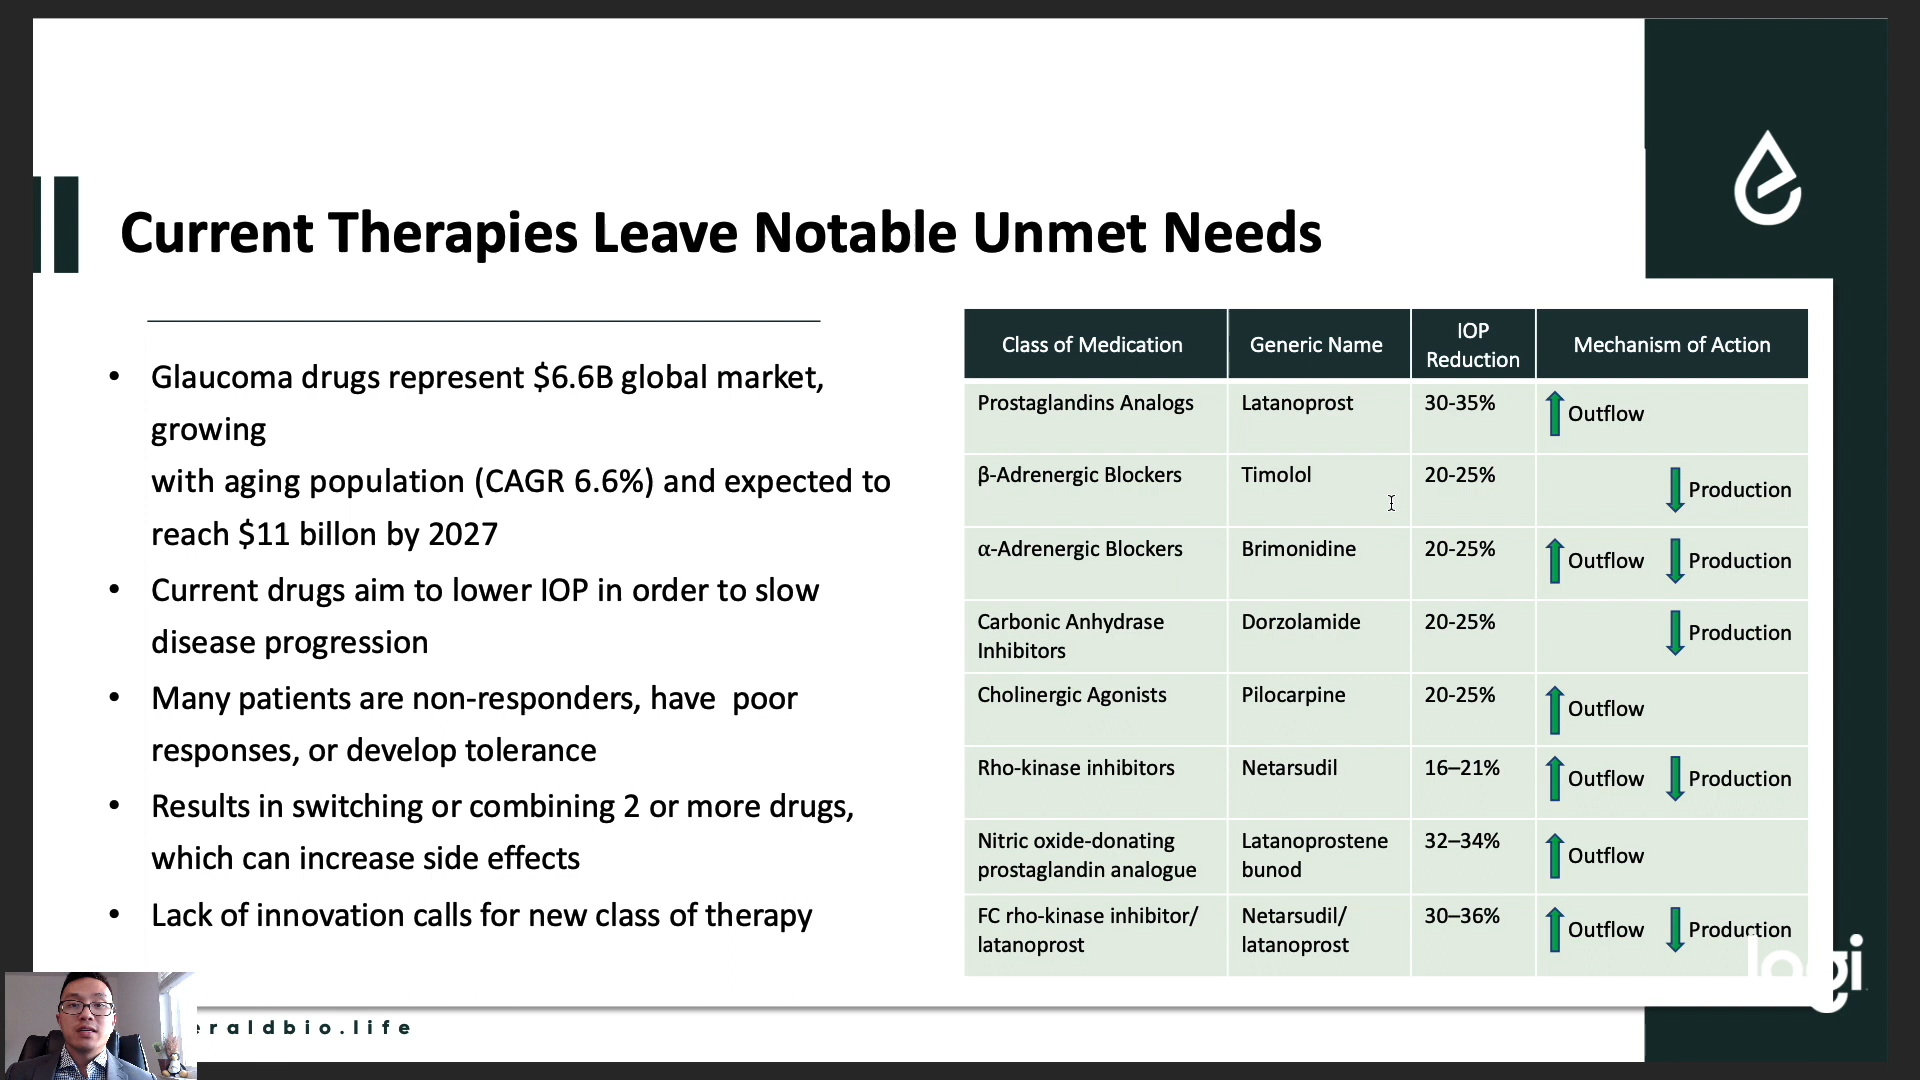 Current Therapies Leave Notable Unmet Needs
• Glaucoma drugs represent $6.6B global market,
growing
with aging population (CAGR 6.6%) and expected to
reach $11 billon by 2027
• Current drugs aim to lower IOP in order to slow
disease progression
• Many patients are non-responders, have  poor
responses, or develop tolerance
• Results in switching or combining 2 or more drugs,
which can increase side effects
• Lack of innovation calls for new class of therapy
Class of Medication Generic Name IOP Reduction Mechanism of Action
Prostaglandins Analogs Latanoprost 30-35% Outflow
β-Adrenergic Blockers Timolol 20-25% Production
α-Adrenergic Blockers Brimonidine 20-25% Outflow Production
Carbonic Anhydrase Inhibitors Dorzolamide 20-25% Production
Cholinergic Agonists Pilocarpine 20-25% Outflow
Rho-kinase inhibitors Netarsudil 16–21% Outflow Production
Nitric oxide-donating prostaglandin analogue Latanoprostene bunod 32–34% Outflow
FC rho-kinase inhibitor/ latanoprost Netarsudil/ latanoprost 30–36% Outflow Production
logi
eraldbio.life